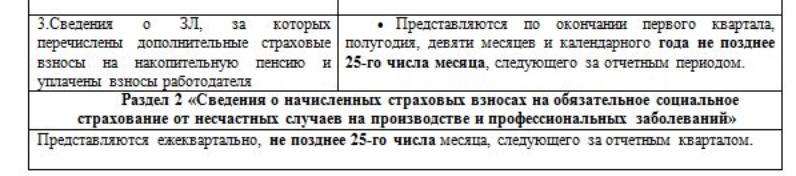 3.Сведения о ЗЛ, за которых
перечислены дополнительные страховые
взносы на накопительную пенсию и
уплачены взносы работодателя
• Представляются по окончании первого квартала,
полугодия, девяти месяцев и календарного года не позднее
25-го числа месяца, следующего за отчетным периодом.
Раздел 2 «Сведения о начисленных страховых взносах на обязательное социальное
страхование от несчастных случаев на производстве и профессиональных заболеваний»
Представляются ежеквартально, не позднее 25-го числа месяца, следующего за отчетным кварталом.